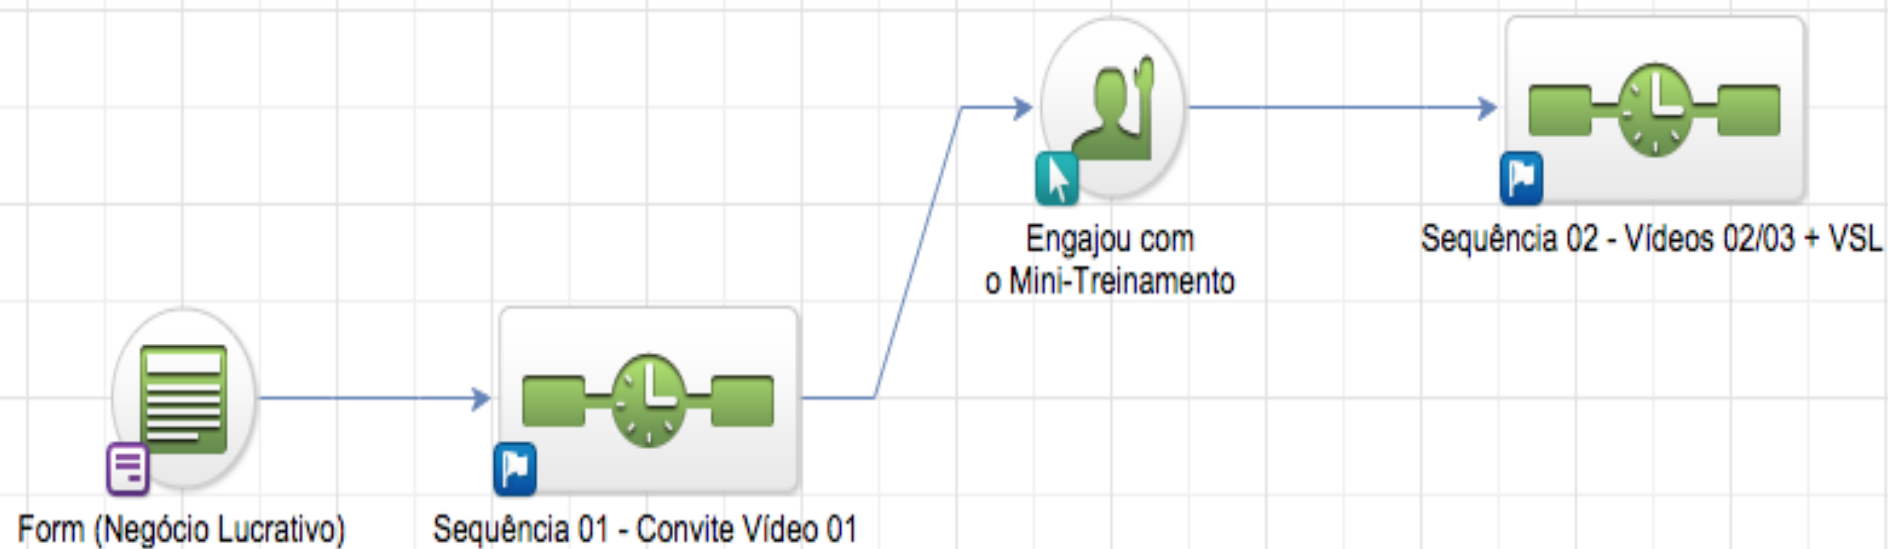 Engajou com
o Mini-Treinamento
Sequência 02 - Vídeos 02/03 + VSL
Form (Negócio Lucrativo)
Sequência 01 - Convite Vídeo 01